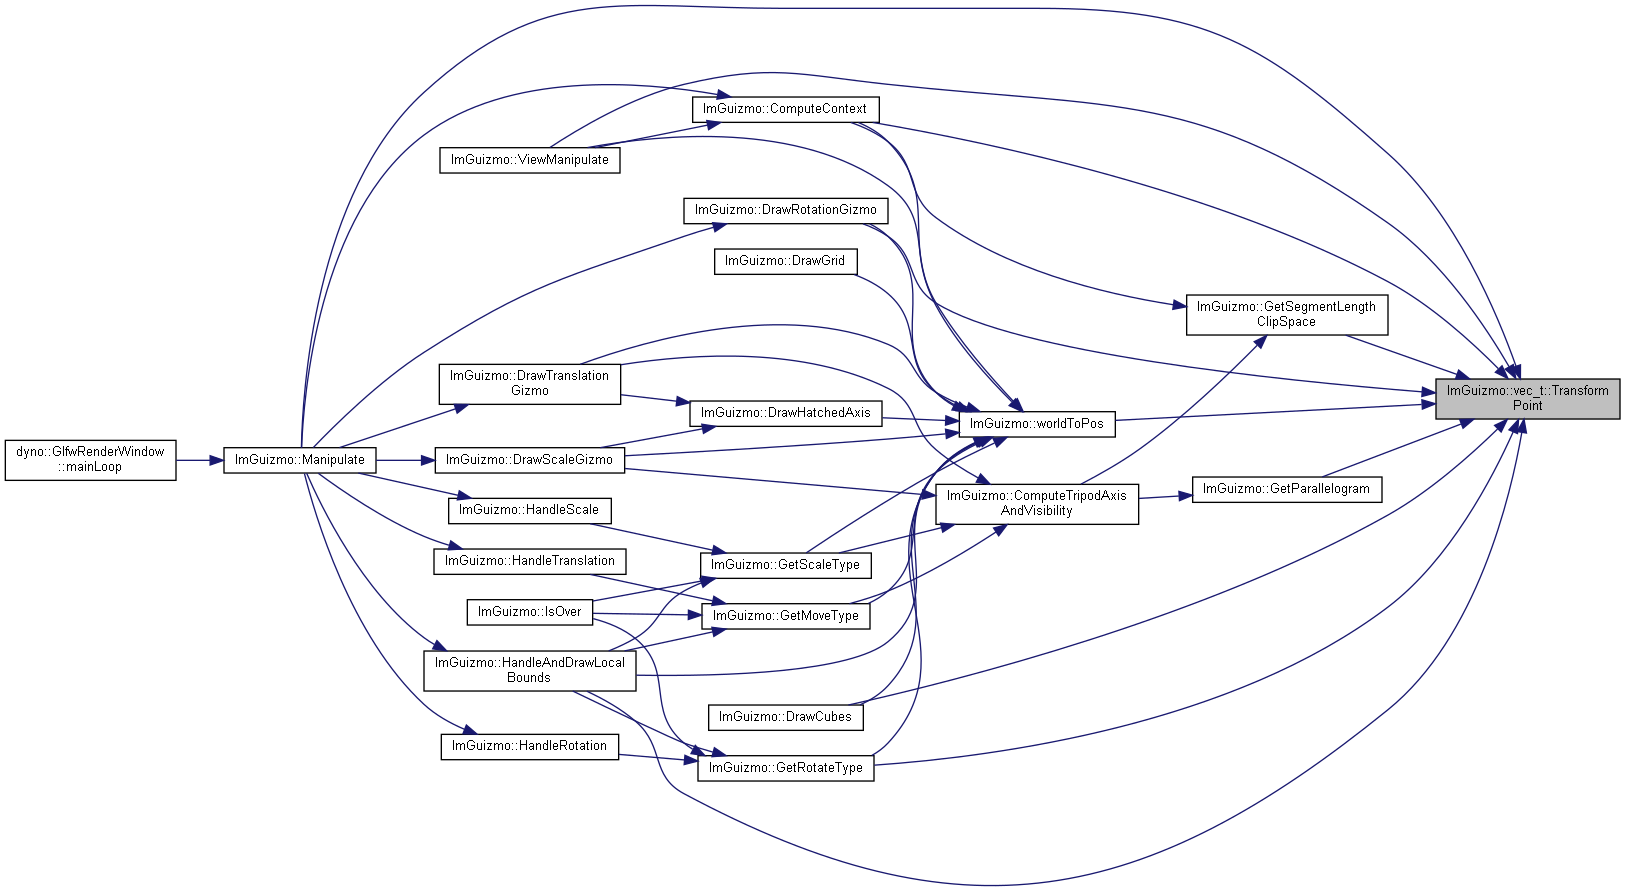 ImGuizmo::ComputeContext
ImGuizmo::ViewManipulate
ImGuizmo::DrawRotationGizmo
ImGuizmo::DrawGrid
ImGuizmo::GetSegmentLength
ClipSpace
ImGuizmo::DrawTranslation
Gizmo
ImGuizmo::vec_t::Transform
Point
ImGuizmo::DrawHatchedAxis
ImGuizmo::worldToPos
dyno::GlfwRenderWindow
::mainLoop
ImGuizmo::Manipulate
ImGuizmo::DrawScaleGizmo
ImGuizmo::ComputeTripodAxis
AndVisibility
ImGuizmo::GetParallelogram
ImGuizmo::HandleScale
ImGuizmo::HandleTranslation
ImGuizmo::GetScaleType
ImGuizmo::IsOver
ImGuizmo::GetMoveType
ImGuizmo::HandleAndDrawLocal
Bounds
ImGuizmo::DrawCubes
ImGuizmo::HandleRotation
ImGuizmo::GetRotateType